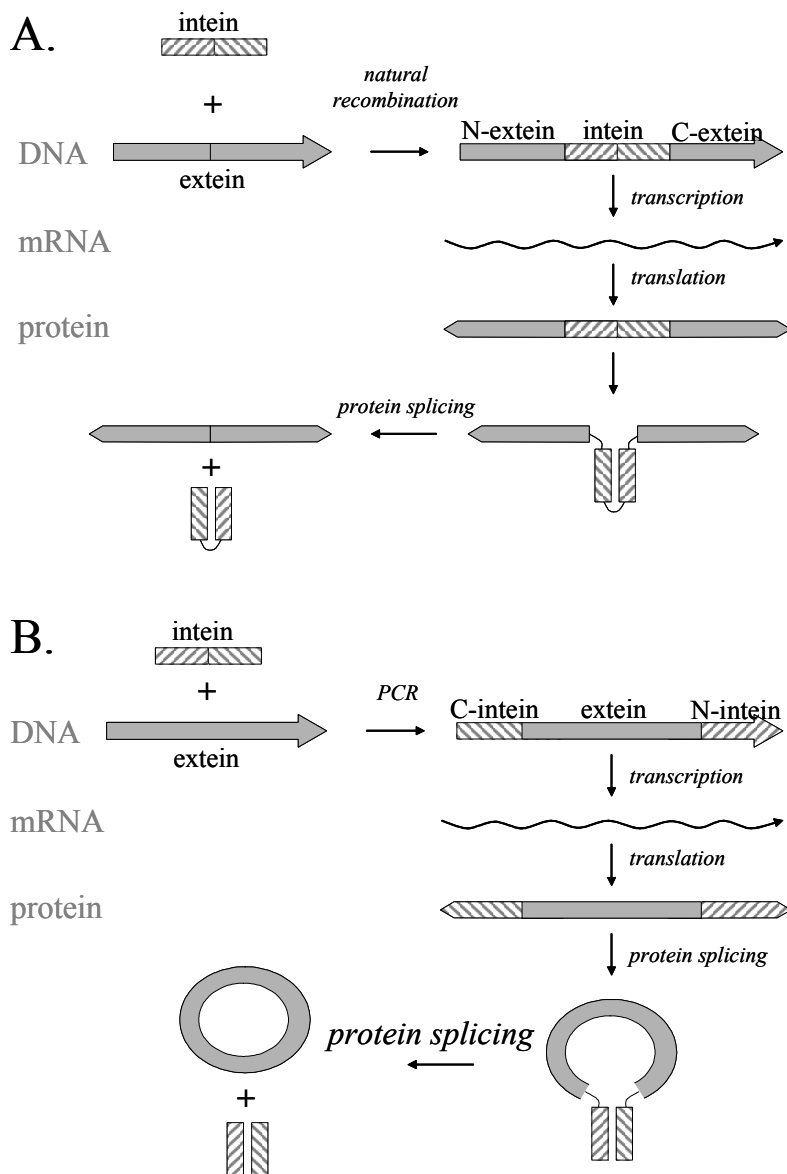 A.
intein
+
natural
recombination
DNA
extein
N-extein intein C-extein
transcription
mRNA
translation
protein
protein splicing
+
B.
intein
+
PCR
DNA
extein
C-intein extein N-intein
transcription
mRNA
translation
protein
protein splicing
protein splicing
+